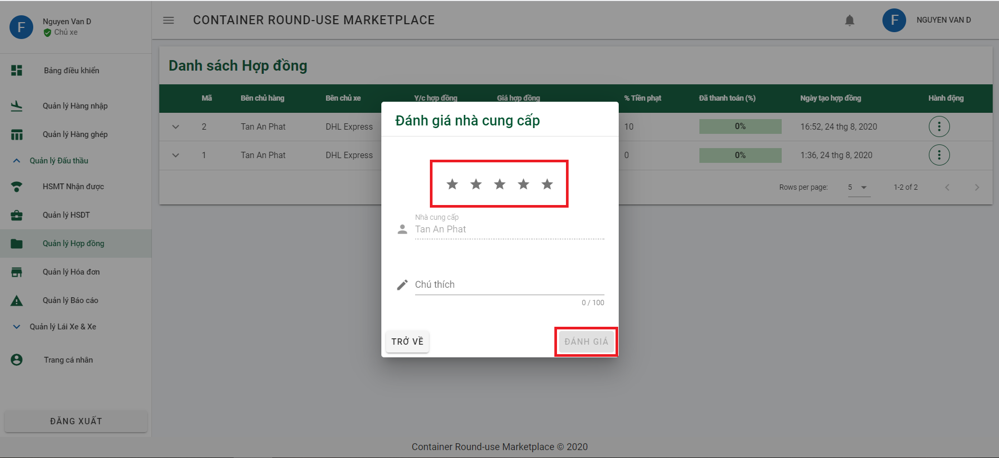 F
Nguyen Van D
Chủ xe
CONTAINER ROUND-USE MARKETPLACE
F
NGUYEN VAN D
Bảng điều khiển
Quản lý Hàng nhập
Quản lý Hàng ghép
Quản lý Đấu thầu
HSMT Nhận được
Quản lý HSDT
Quản lý Hợp đồng
Quản lý Hóa đơn
Quản lý Báo cáo
Quản lý Lái Xe & Xe
Trang cá nhân
ĐĂNG XUẤT
Danh sách Hợp đồng
Mã Bên chủ hàng Bên chủ xe Y/c hợp đồng Giá hợp đồng % Tiền phạt Đã thanh toán (%) Ngày tạo hợp đồng Hành động
2 Tan An Phat DHL Express 10 0% 16:52, 24 thg 8, 2020
1 Tan An Phat DHL Express 0 0% 1:36, 24 thg 8, 2020
Rows per page: 5 1-2 of 2
Đánh giá nhà cung cấp
Nhà cung cấp
Tan An Phat
Chú thích
0 / 100
TRỞ VỀ ĐÁNH GIÁ
Container Round-use Marketplace © 2020